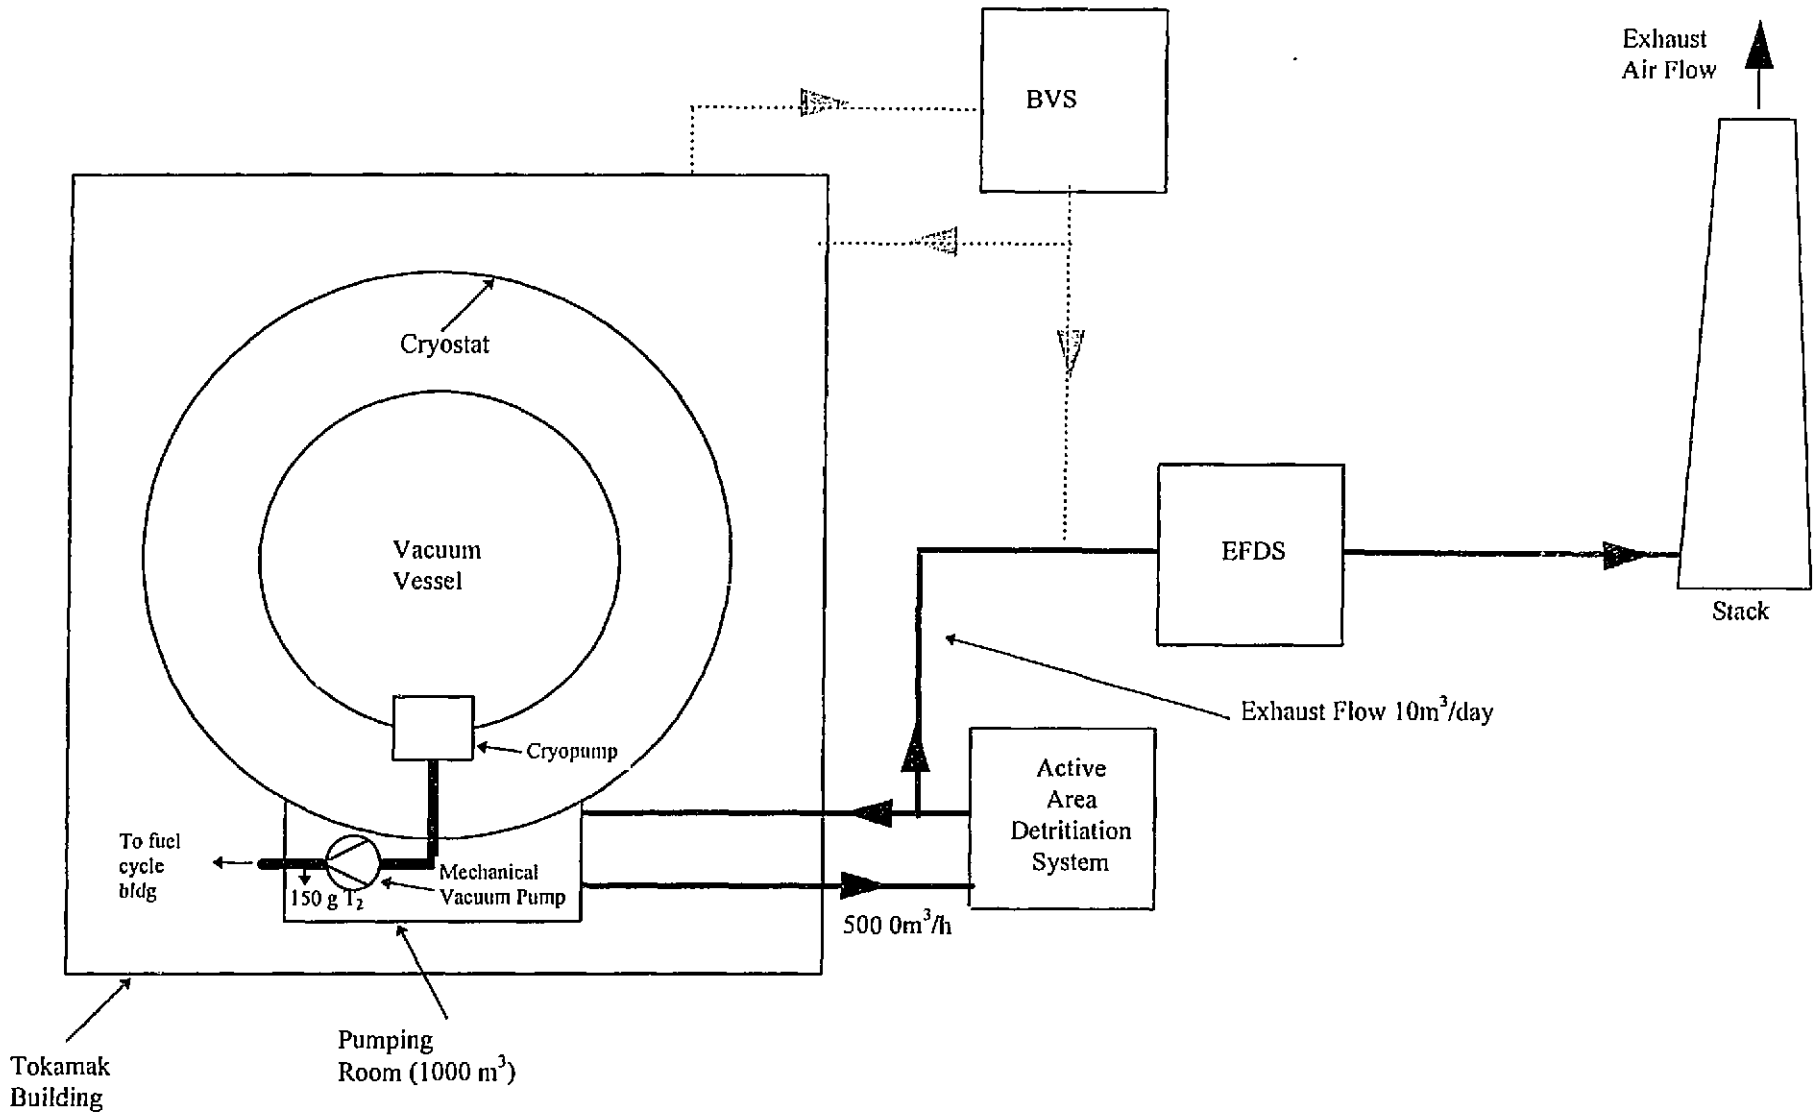 Exhaust
Air Flow
BVS
Cryostat
Vacuum
Vessel
EFDS
Stack
Exhaust Flow 10m³/day
Cryopump
Active
Area
Detritiation
System
To fuel
cycle
bldg
Mechanical
Vacuum Pump
150 g T₂
500 0m³/h
Pumping
Room (1000 m³)
Tokamak
Building